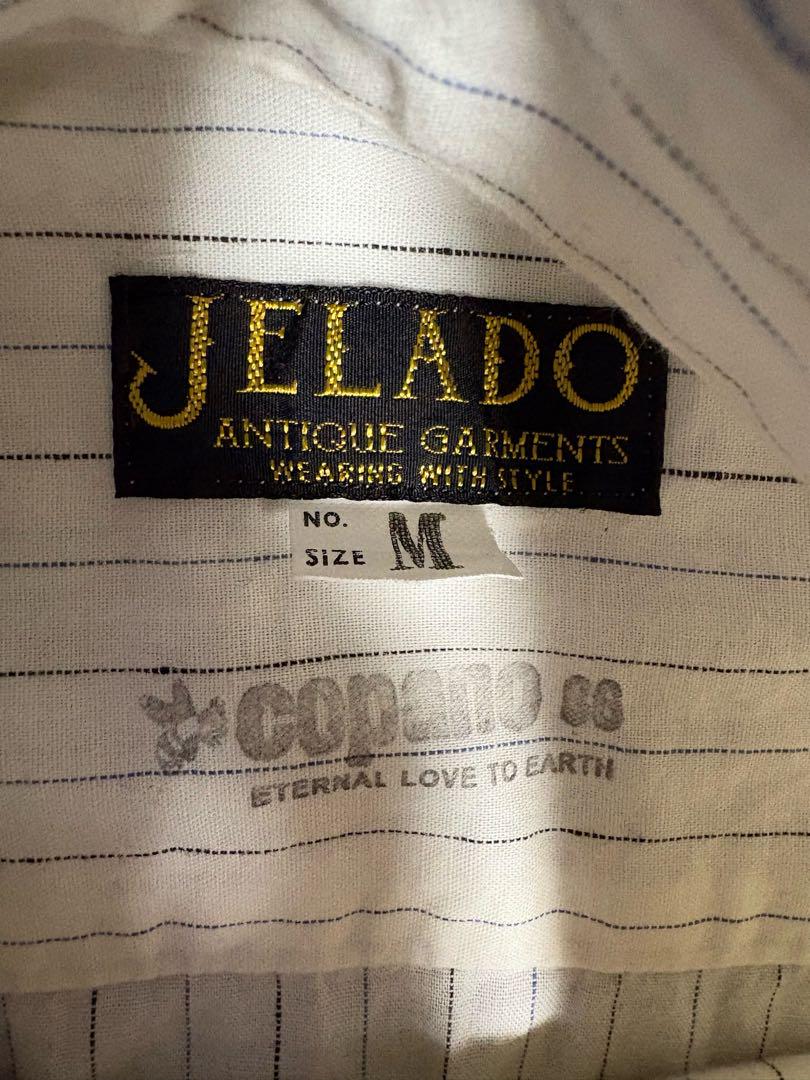 JELADO
ANTIQUE GARMENTS
WEARING WITH STYLE
NO.
SIZE M
copano 86
ETERNAL LOVE TO EARTH